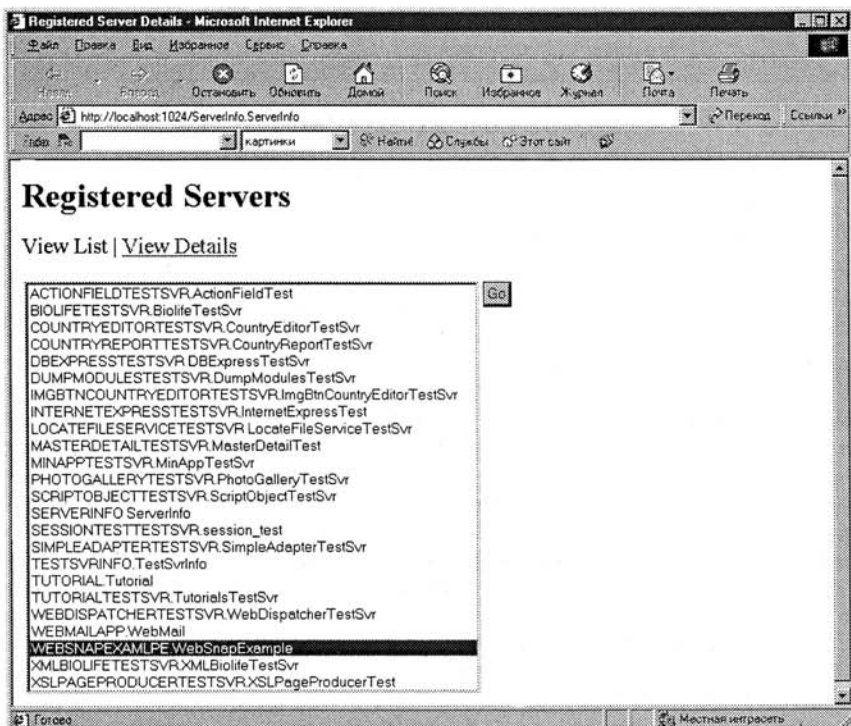 Registered Server Details - Microsoft Internet Explorer
Файл Правка Вид Избранное Сервис Справка
Назад Вперед Остановить Обновить Домой Поиск Избранное Журнал Почта Печать
Адрес http://localhost:1024/ServerInfo.ServerInfo Переход Ссылки »
картинки Найти Службы Этот сайт
Registered Servers
View List | View Details
ACTIONFIELDTESTSVR.ActionFieldTest Go
BIOLIFETESTSVR.BiolifeTestSvr
COUNTRYEDITORTESTSVR.CountryEditorTestSvr
COUNTRYREPORTTESTSVR.CountryReportTestSvr
DBEXPRESSTESTSVR.DBExpressTestSvr
DUMPMODULESTESTSVR.DumpModulesTestSvr
IMGBTNCOUNTRYEDITORTESTSVR.ImgBtnCountryEditorTestSvr
INTERNETEXPRESSTESTSVR.InternetExpressTest
LOCATEFILESERVICETESTSVR.LocateFileServiceTestSvr
MASTERDETAILTESTSVR.MasterDetailTest
MINAPPTESTSVR.MinAppTestSvr
PHOTOGALLERYTESTSVR.PhotoGalleryTestSvr
SCRIPTOBJECTTESTSVR.ScriptObjectTestSvr
SERVERINFO.ServerInfo
SESSIONTESTTESTSVR.session_test
SIMPLEADAPTERTESTSVR.SimpleAdapterTestSvr
TESTSVRINFO.TestSvrInfo
TUTORIAL.Tutorial
TUTORIALTESTSVR.TutorialsTestSvr
WEBDISPATCHERTESTSVR.WebDispatcherTestSvr
WEBMAILAPP.WebMail
WEBSNAPEXAMLPE.WebSnapExample
XMLBIOLIFETESTSVR.XMLBiolifeTestSvr
XSLPAGEPRODUCERTESTSVR.XSLPageProducerTest
Готово Местная интрасеть